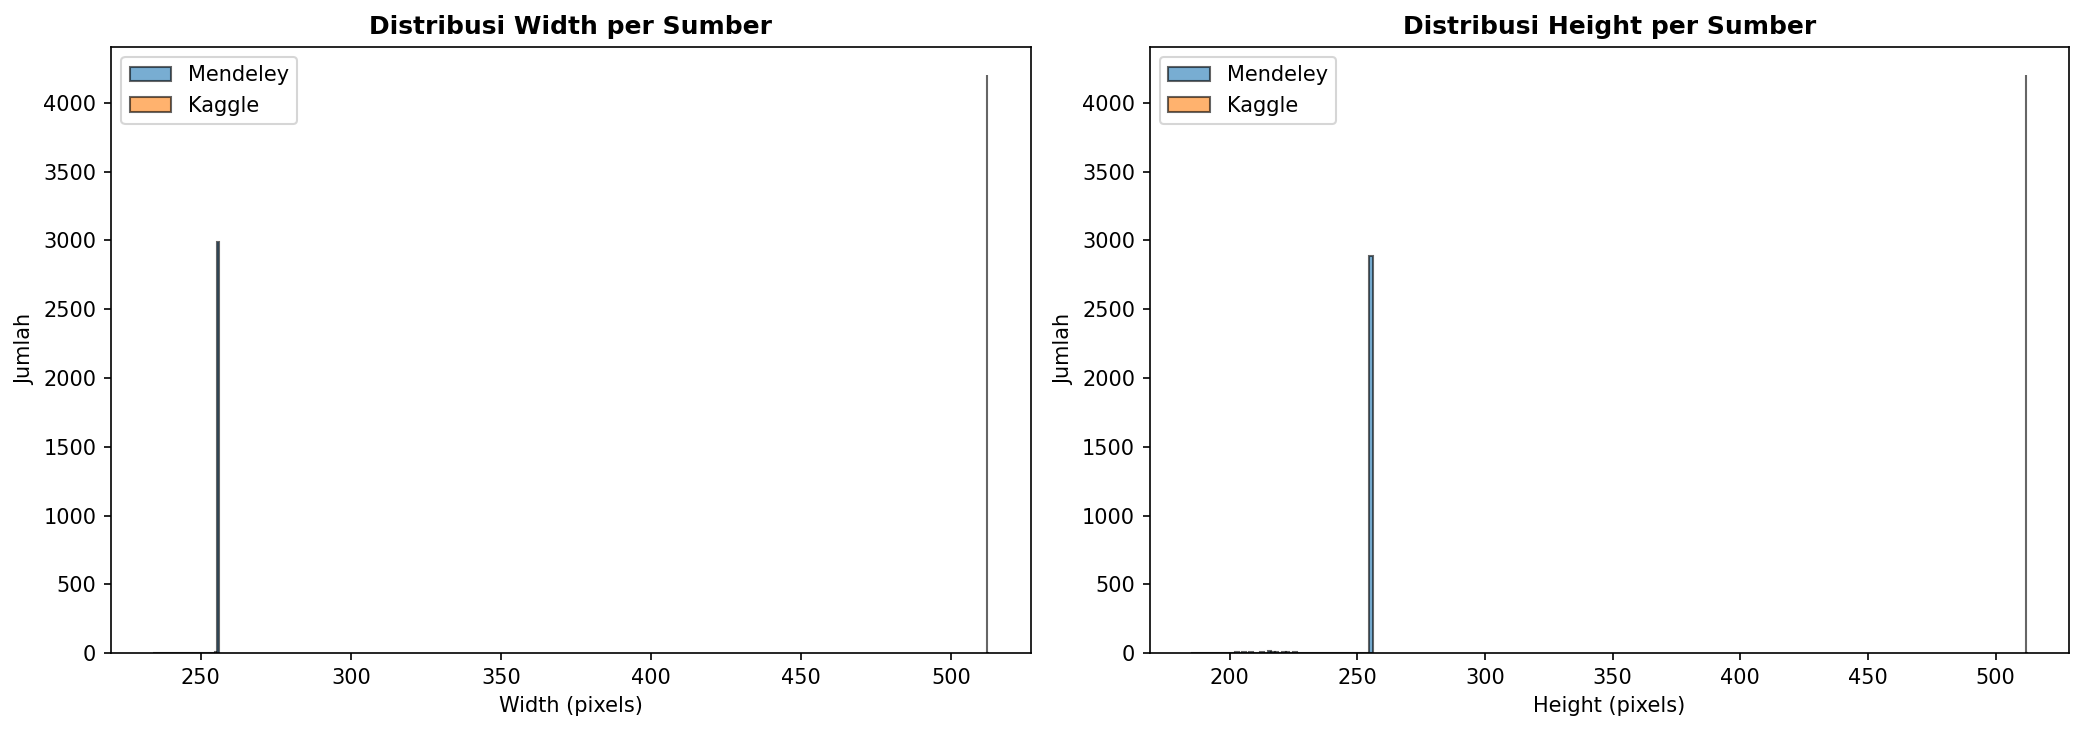 Distribusi Width per Sumber
Mendeley
Kaggle
4000
3500
3000
2500
2000
1500
1000
500
0
Jumlah
250 300 350 400 450 500
Width (pixels)
Distribusi Height per Sumber
Mendeley
Kaggle
4000
3500
3000
2500
2000
1500
1000
500
0
Jumlah
200 250 300 350 400 450 500
Height (pixels)